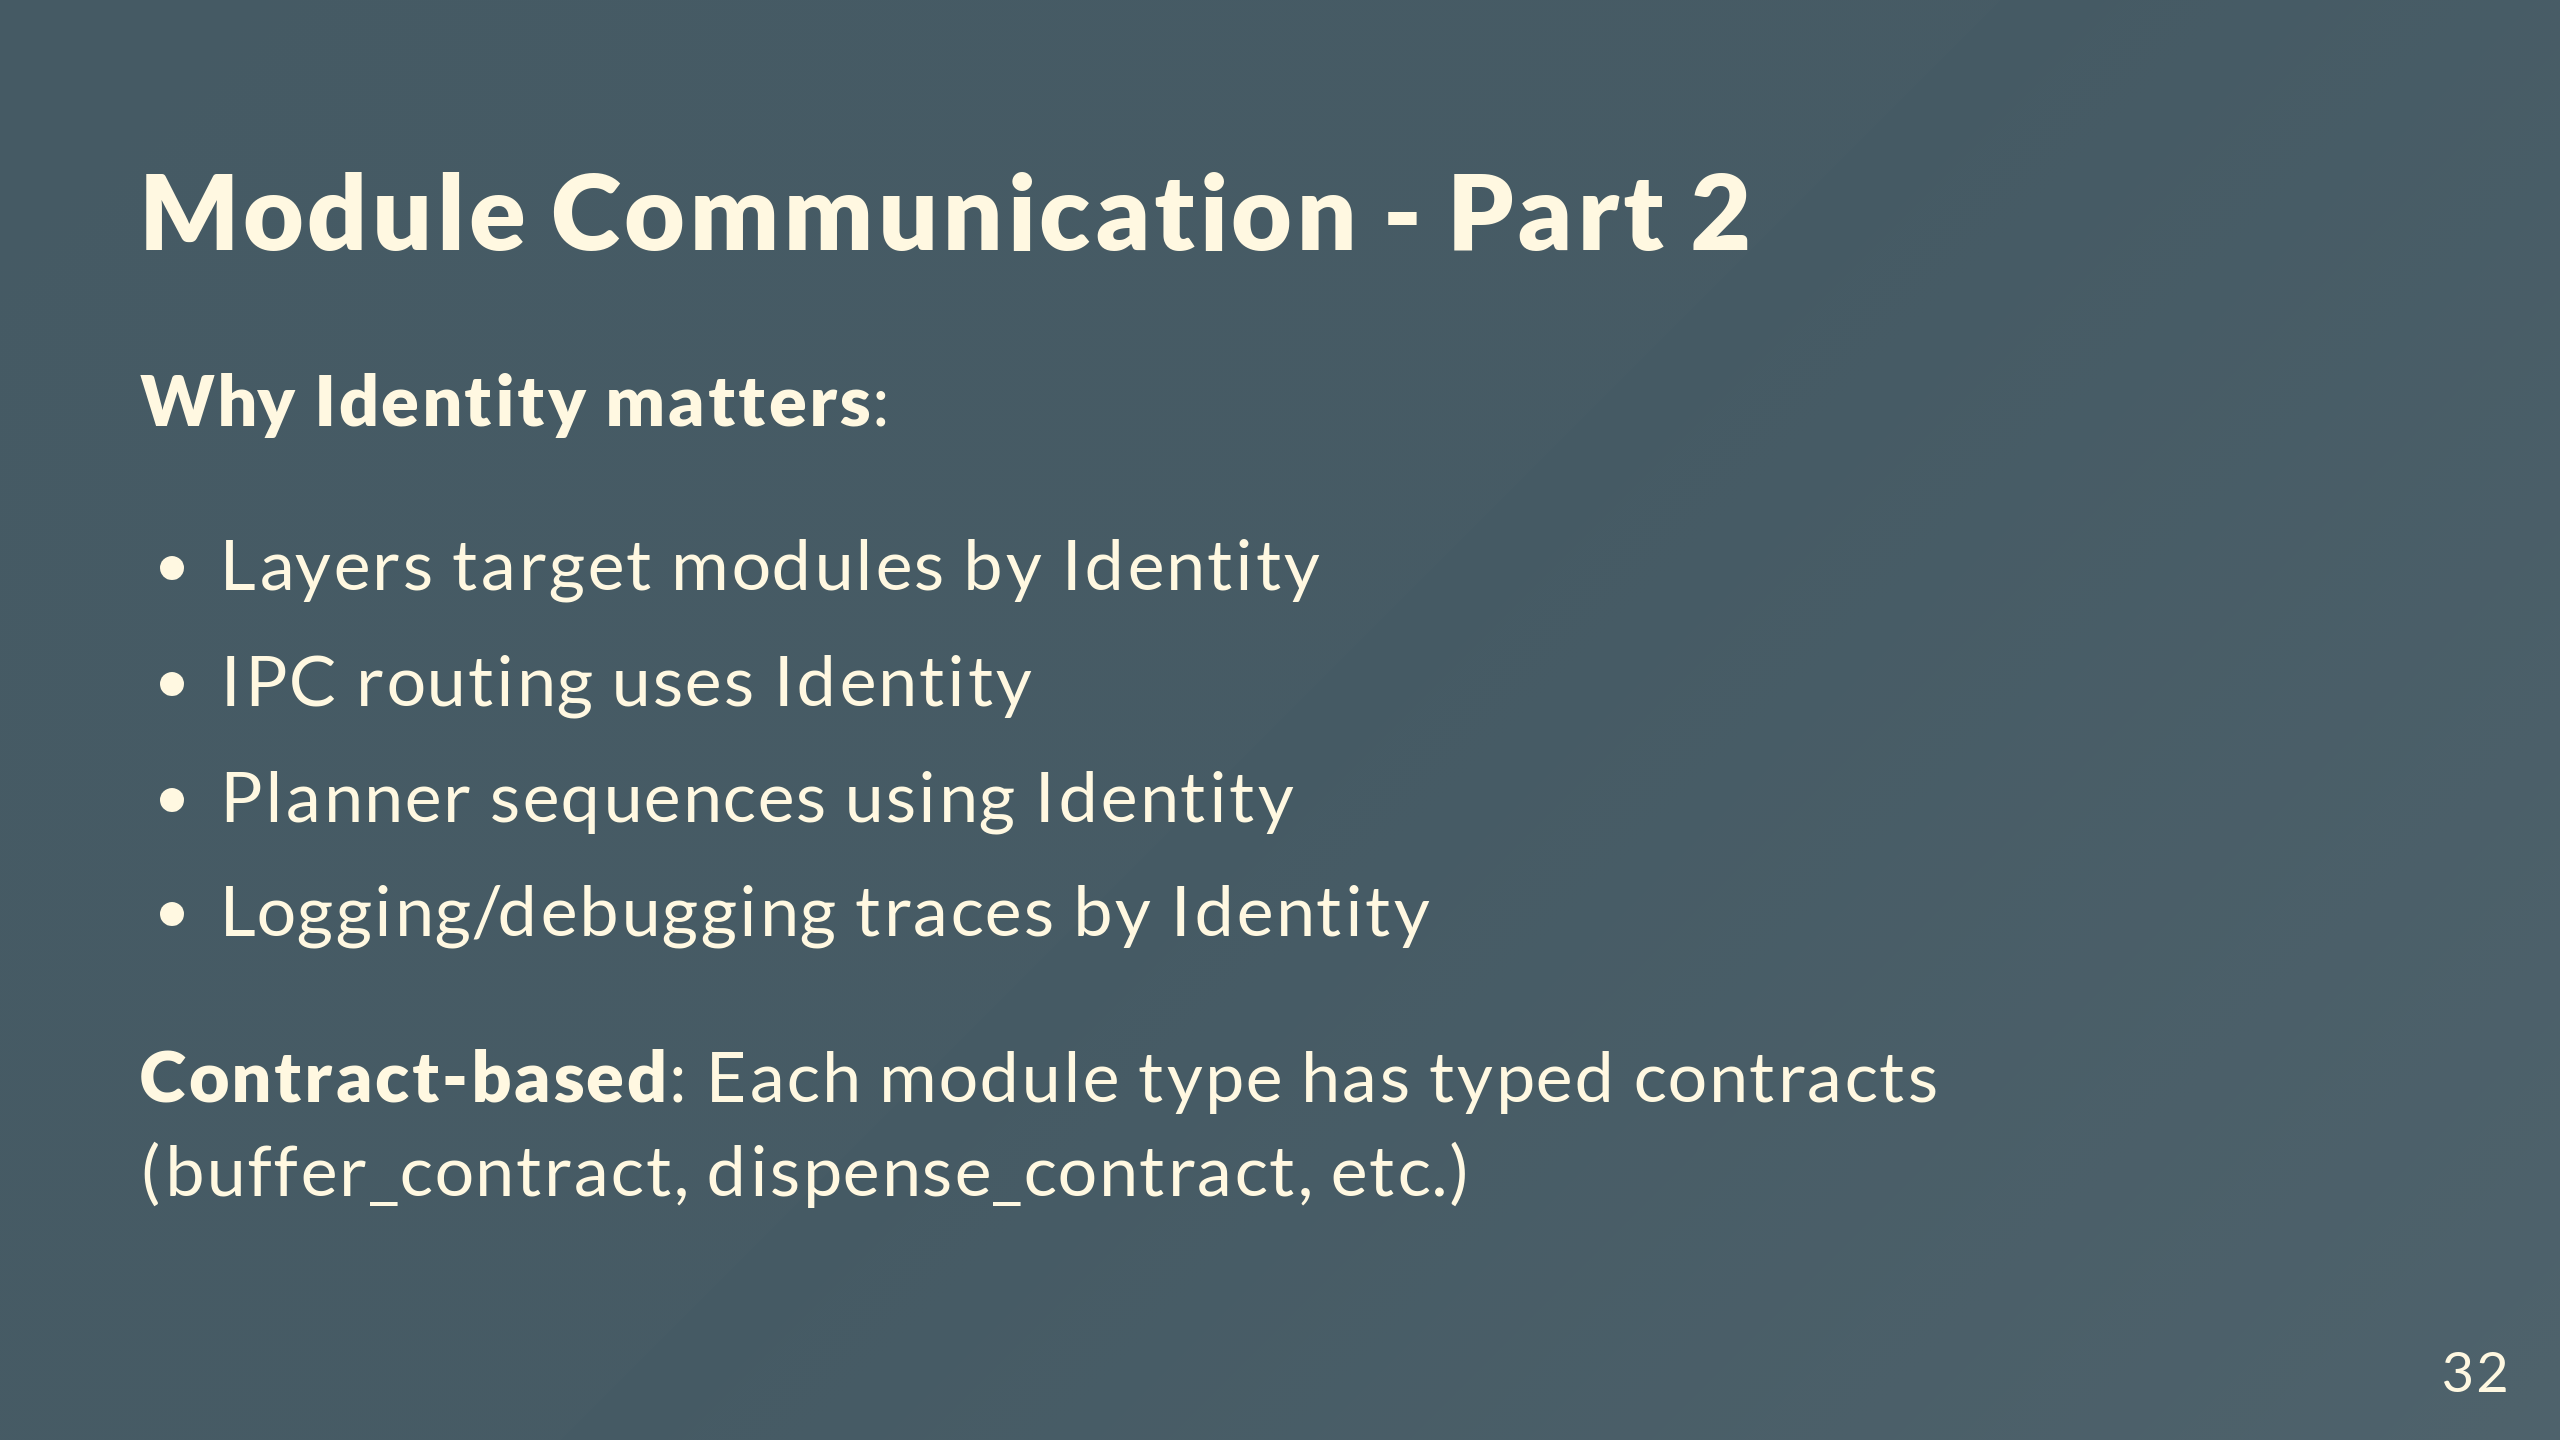 Module Communication - Part 2
Why Identity matters:
• Layers target modules by Identity
• IPC routing uses Identity
• Planner sequences using Identity
• Logging/debugging traces by Identity
Contract-based: Each module type has typed contracts
(buffer_contract, dispense_contract, etc.)
32